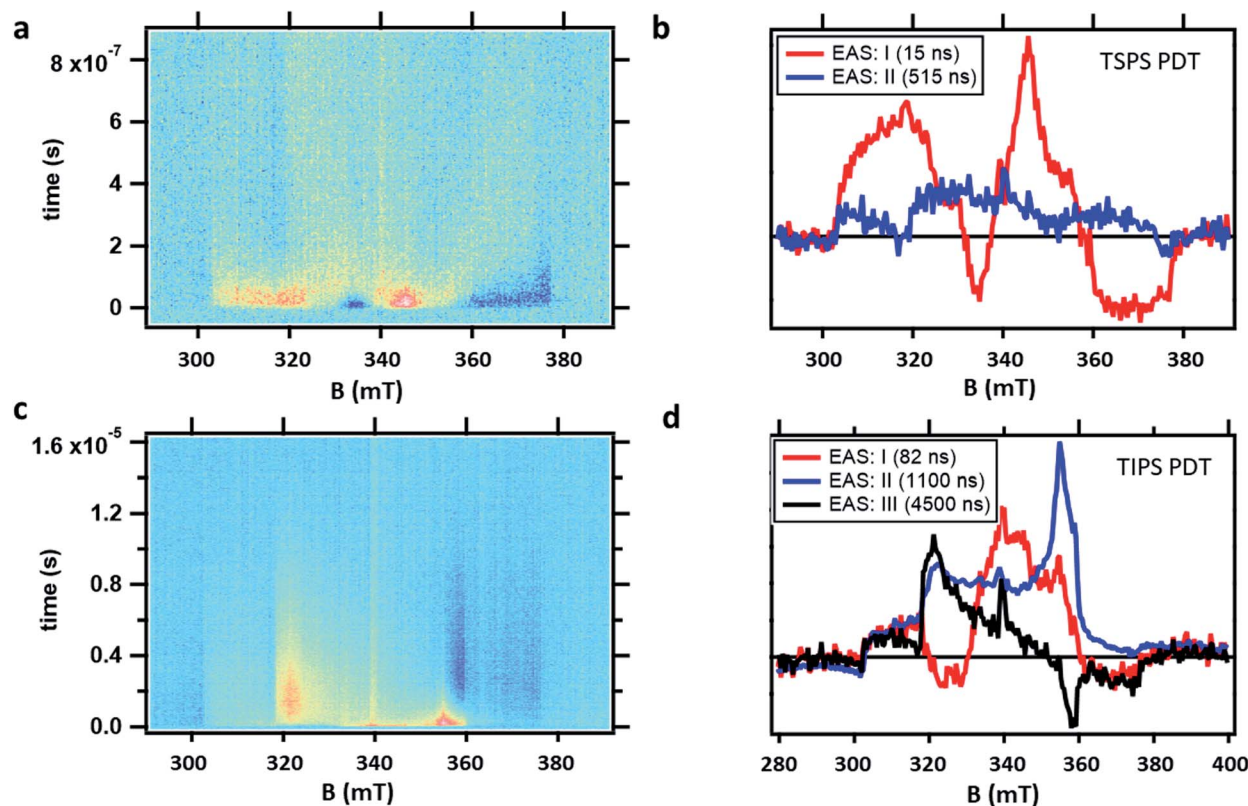 a
8 x10⁻⁷
6
4
2
0
time (s)
300 320 340 360 380
B (mT)
b
EAS: I (15 ns)
EAS: II (515 ns)
TSPS PDT
300 320 340 360 380
B (mT)
c
1.6 x10⁻⁵
1.2
0.8
0.4
0.0
time (s)
300 320 340 360 380
B (mT)
d
EAS: I (82 ns)
EAS: II (1100 ns)
EAS: III (4500 ns)
TIPS PDT
280 300 320 340 360 380 400
B (mT)